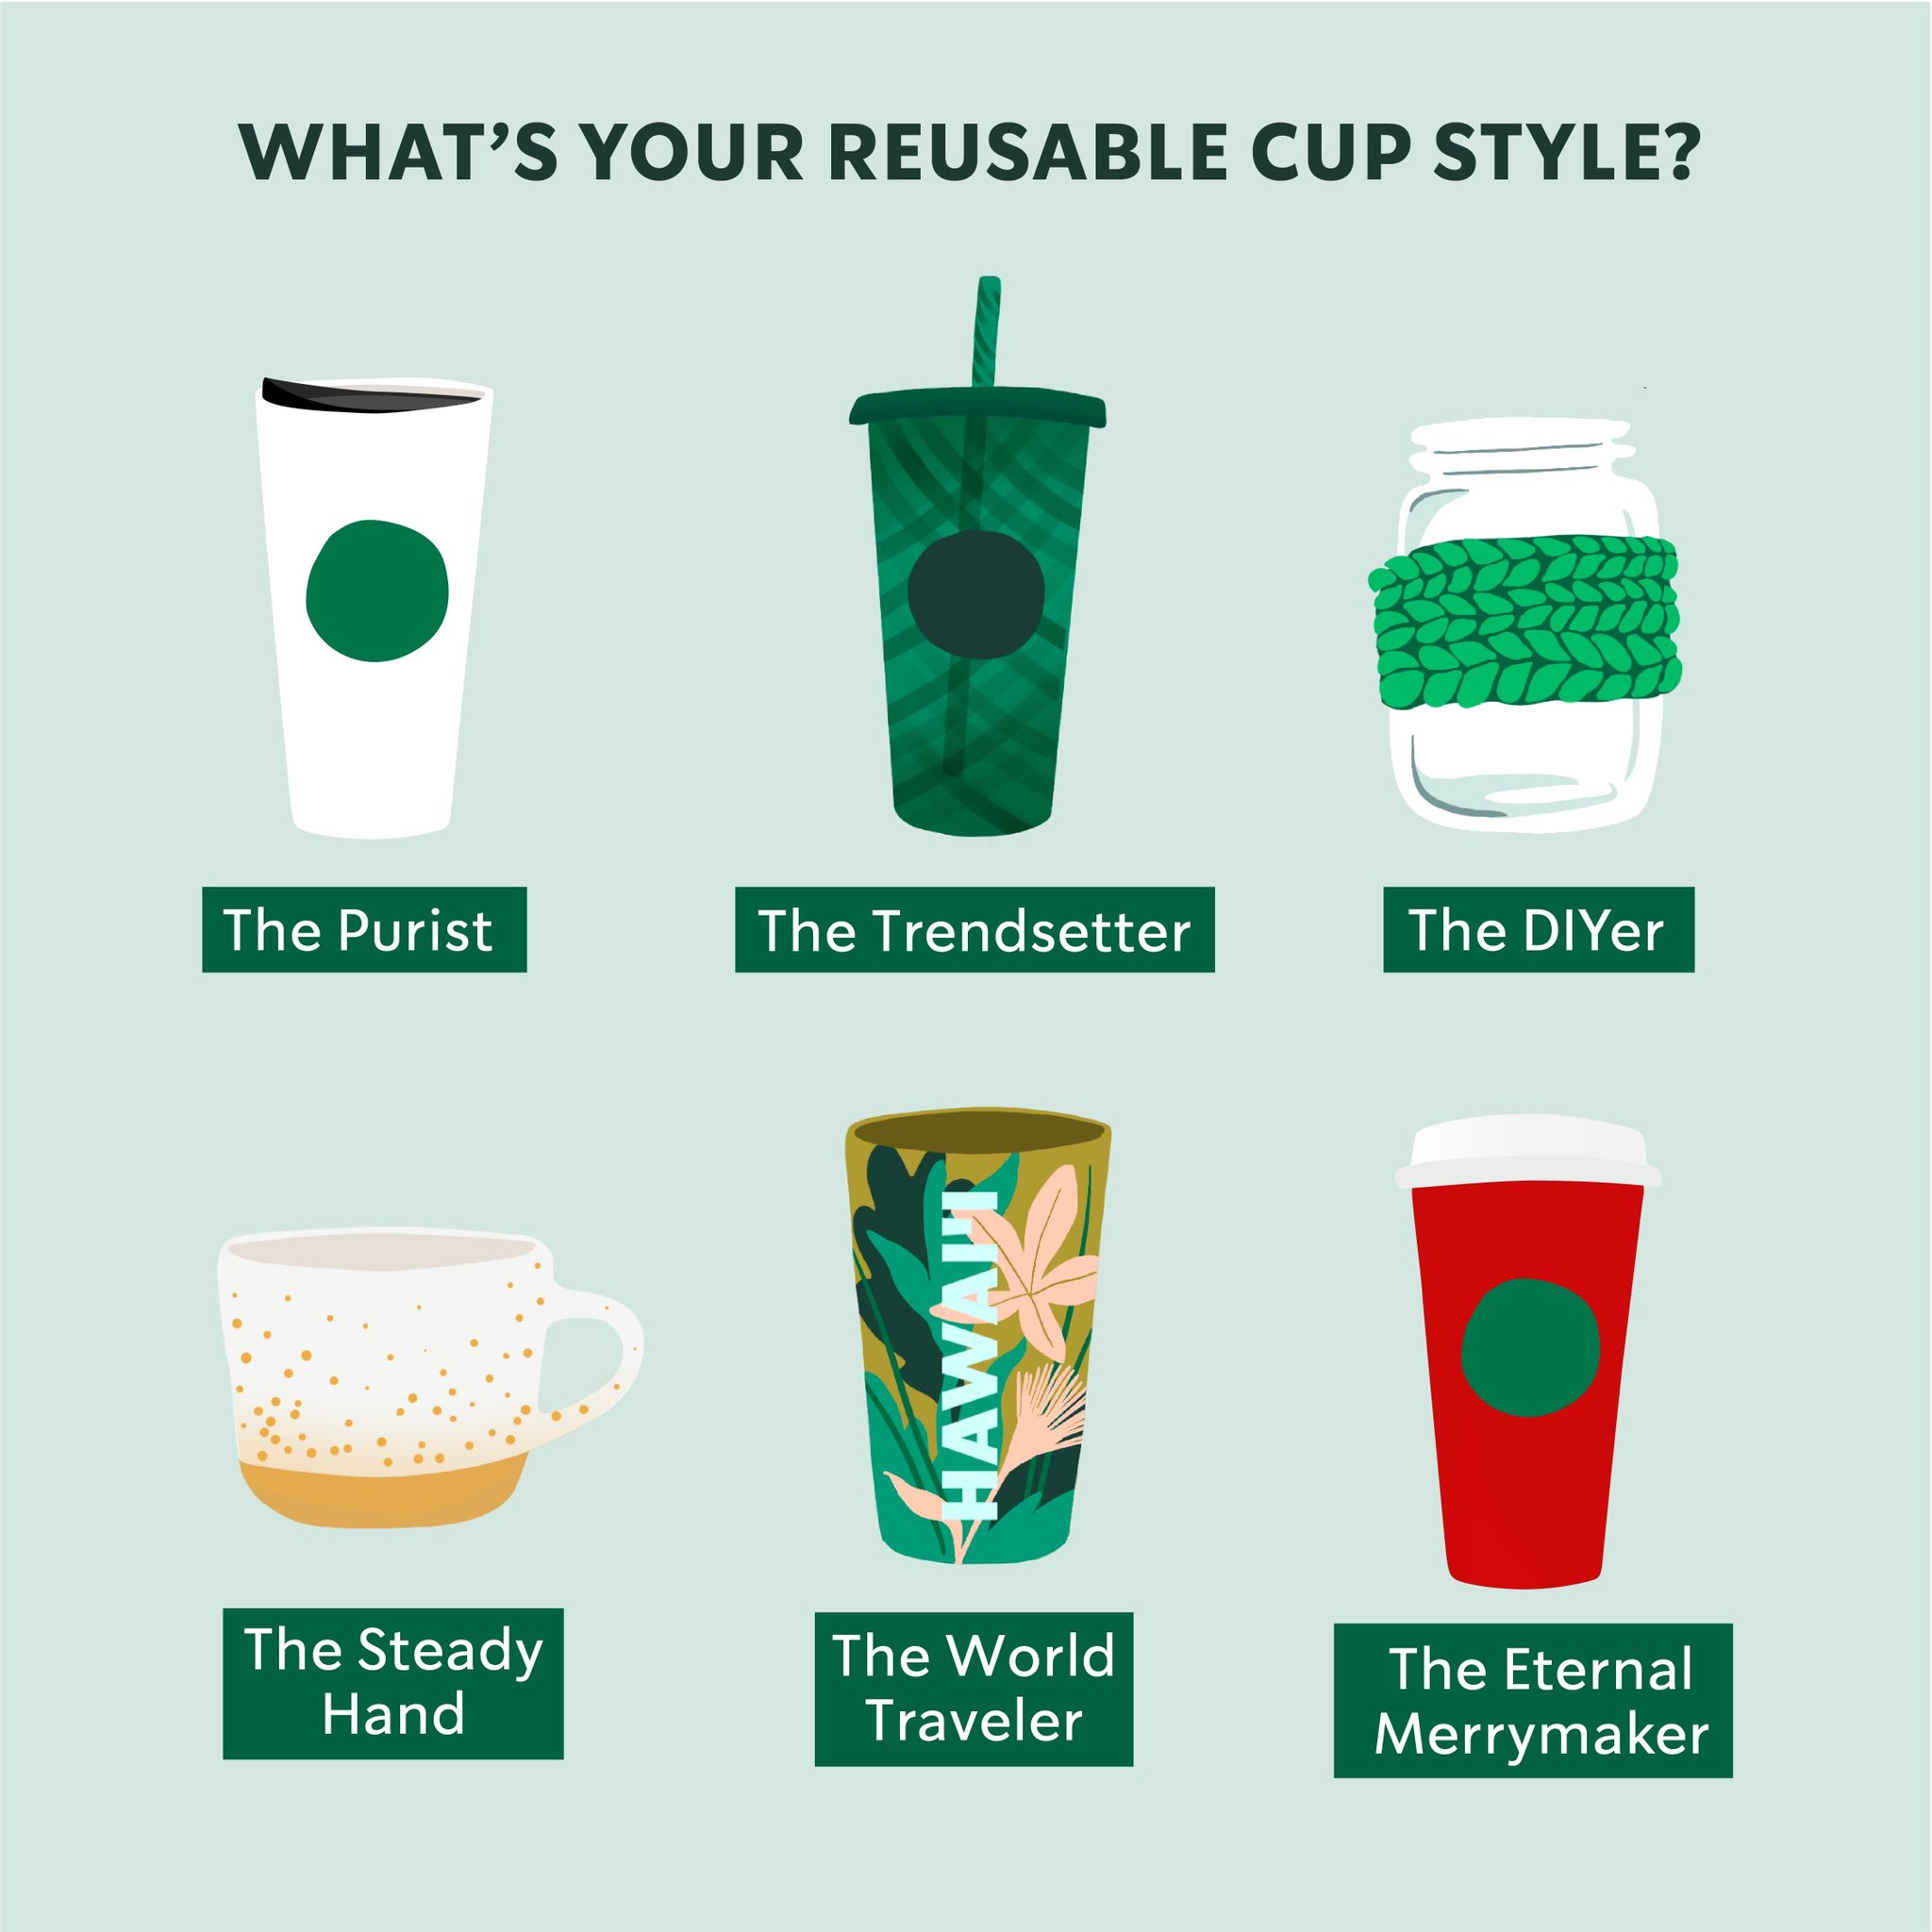 WHAT'S YOUR REUSABLE CUP STYLE?
The Purist
The Trendsetter
The DIYer
HAWAI'I
The Steady
Hand
The World
Traveler
The Eternal
Merrymaker